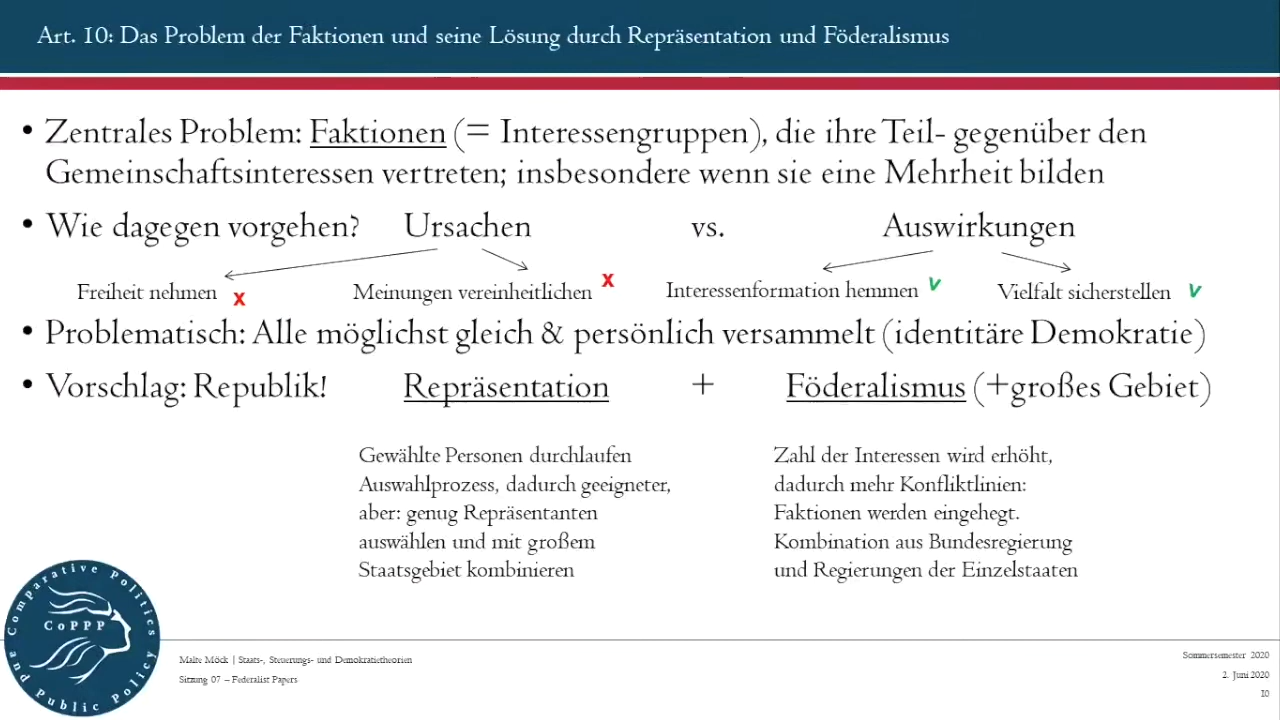 Art. 10: Das Problem der Faktionen und seine Lösung durch Repräsentation und Föderalismus
• Zentrales Problem: Faktionen (= Interessengruppen), die ihre Teil- gegenüber den
Gemeinschaftsinteressen vertreten; insbesondere wenn sie eine Mehrheit bilden
• Wie dagegen vorgehen? Ursachen vs. Auswirkungen
Freiheit nehmen x Meinungen vereinheitlichen x Interessenformation hemmen v Vielfalt sicherstellen v
• Problematisch: Alle möglichst gleich & persönlich versammelt (identitäre Demokratie)
• Vorschlag: Republik! Repräsentation + Föderalismus (+großes Gebiet)
Gewählte Personen durchlaufen
Auswahlprozess, dadurch geeigneter,
aber: genug Repräsentanten
auswählen und mit großem
Staatsgebiet kombinieren
Zahl der Interessen wird erhöht,
dadurch mehr Konfliktlinien:
Faktionen werden eingehegt.
Kombination aus Bundesregierung
und Regierungen der Einzelstaaten
Comparative Politics
and Public Policy
CoPPP
Malte Möck | Staats-, Steuerungs- und Demokratietheorien
Sitzung 07 – Federalist Papers
Sommersemester 2020
2. Juni 2020
10